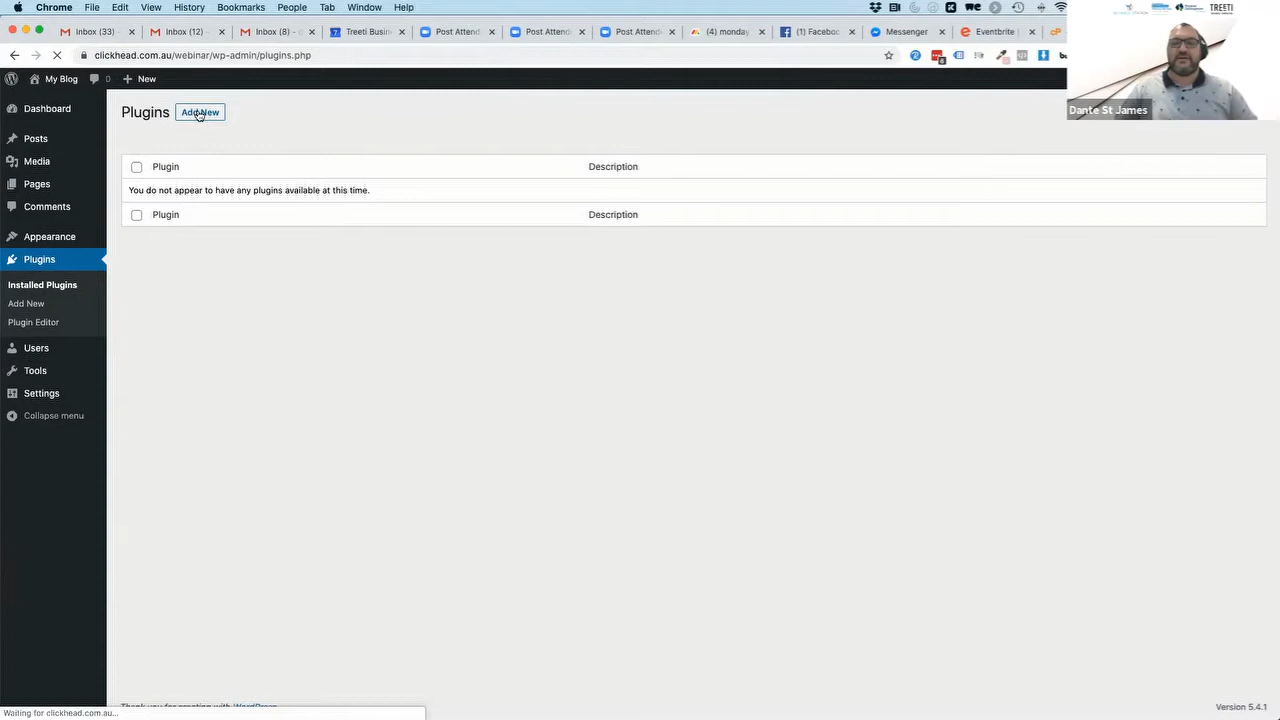 Chrome File Edit View History Bookmarks People Tab Window Help
TREETI
Inbox (33) Inbox (12) Inbox (8) - Treeti Busin Post Attend Post Attend Post Attend (4) monda (1) Facebo Messenger Eventbrite
clickhead.com.au/webinar/wp-admin/plugins.php
My Blog 0 + New
Dante St James
Dashboard
Posts
Media
Pages
Comments
Appearance
Plugins
Installed Plugins
Add New
Plugin Editor
Users
Tools
Settings
Collapse menu
Plugins Add New
Plugin Description
You do not appear to have any plugins available at this time.
Plugin Description
Thank you for creating with WordPress
Version 5.4.1
Waiting for clickhead.com.au...